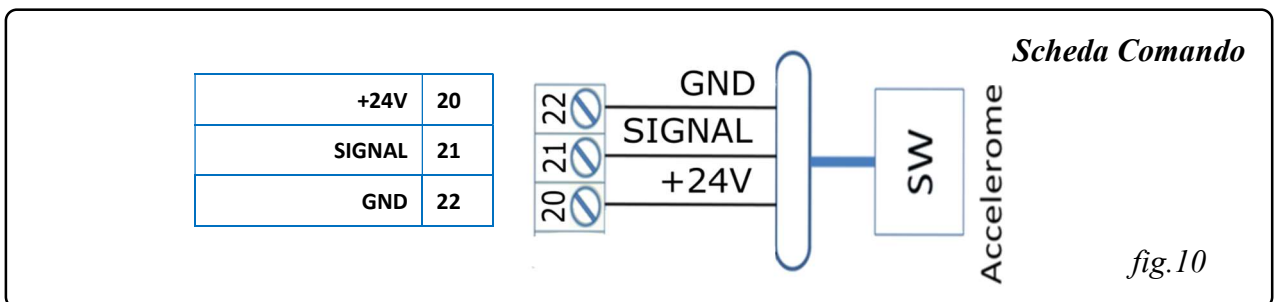 Scheda Comando
+24V 20
SIGNAL 21
GND 22
22 GND
21 SIGNAL
20 +24V
SW
Accelerome
fig.10